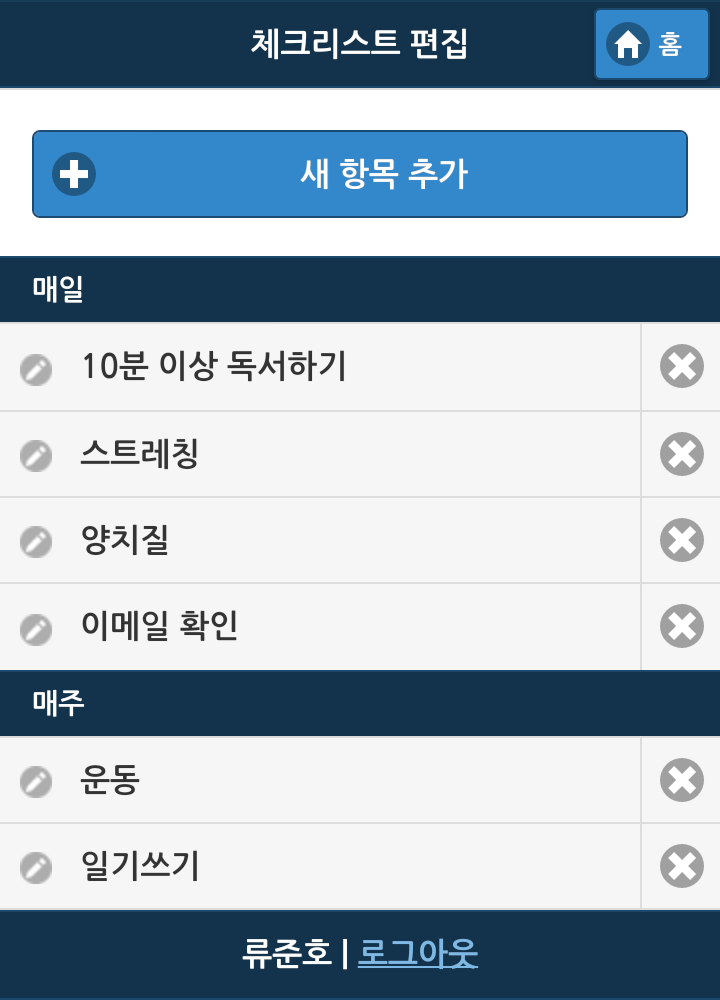 체크리스트 편집
홈
새 항목 추가
매일
10분 이상 독서하기
스트레칭
양치질
이메일 확인
매주
운동
일기쓰기
류준호 | 로그아웃